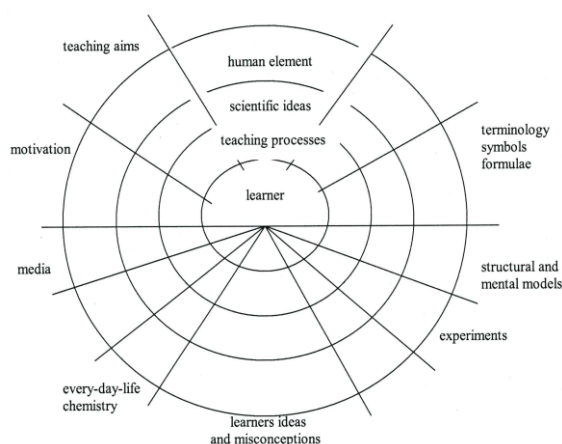 teaching aims
human element
scientific ideas
teaching processes
learner
motivation
terminology
symbols
formulae
media
structural and
mental models
experiments
every-day-life
chemistry
learners ideas
and misconceptions